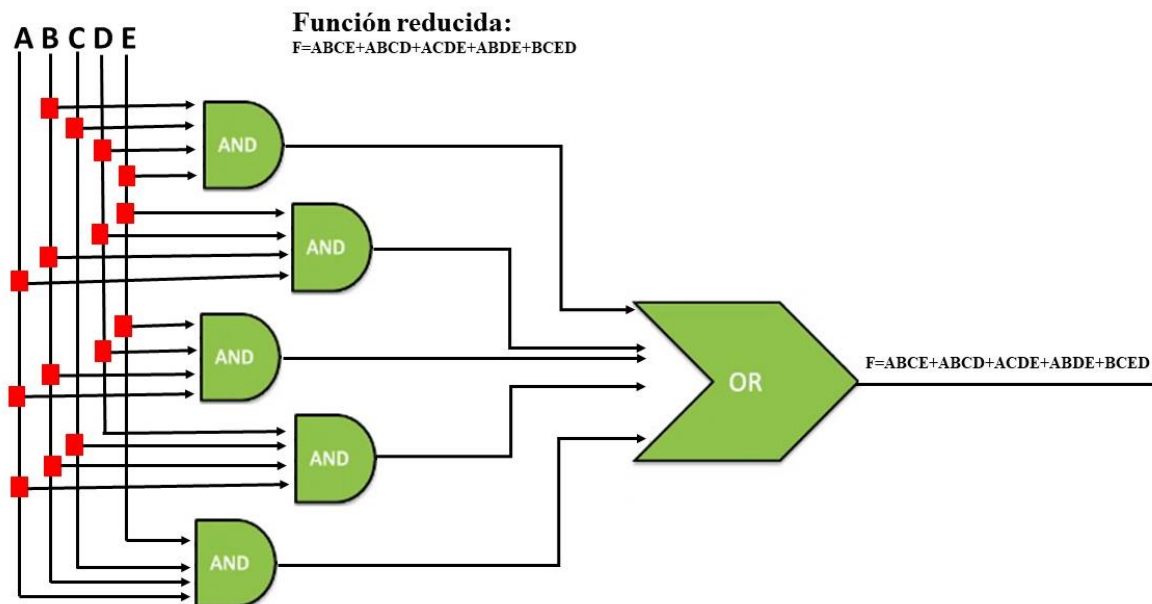 Función reducida:
F=ABCE+ABCD+ACDE+ABDE+BCED
A B C D E
AND
AND
AND
AND
AND
OR
F=ABCE+ABCD+ACDE+ABDE+BCED